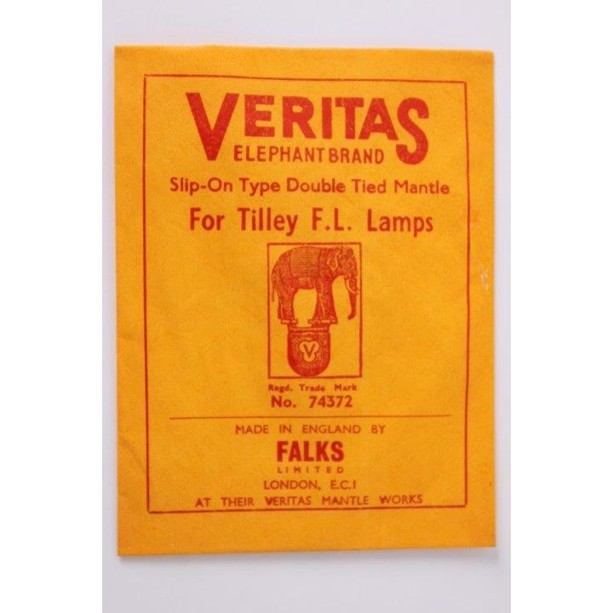 VERITAS
ELEPHANT BRAND
Slip-On Type Double Tied Mantle
For Tilley F.L. Lamps
V
Regd. Trade Mark
No. 74372
MADE IN ENGLAND BY
FALKS
LIMITED
LONDON, E.C.1
AT THEIR VERITAS MANTLE WORKS